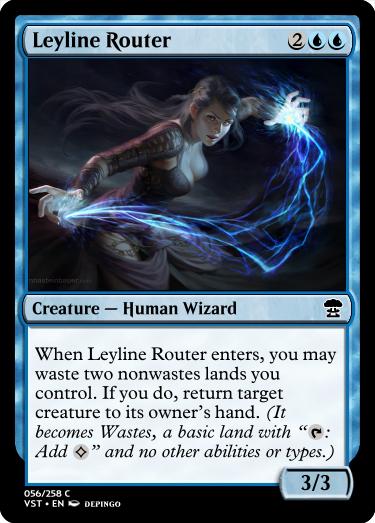 Leyline Router 2
Creature — Human Wizard
When Leyline Router enters, you may
waste two nonwastes lands you
control. If you do, return target
creature to its owner's hand. (It
becomes Wastes, a basic land with “:
Add ” and no other abilities or types.)
3/3
056/258 C
VST • EN DEPINGO